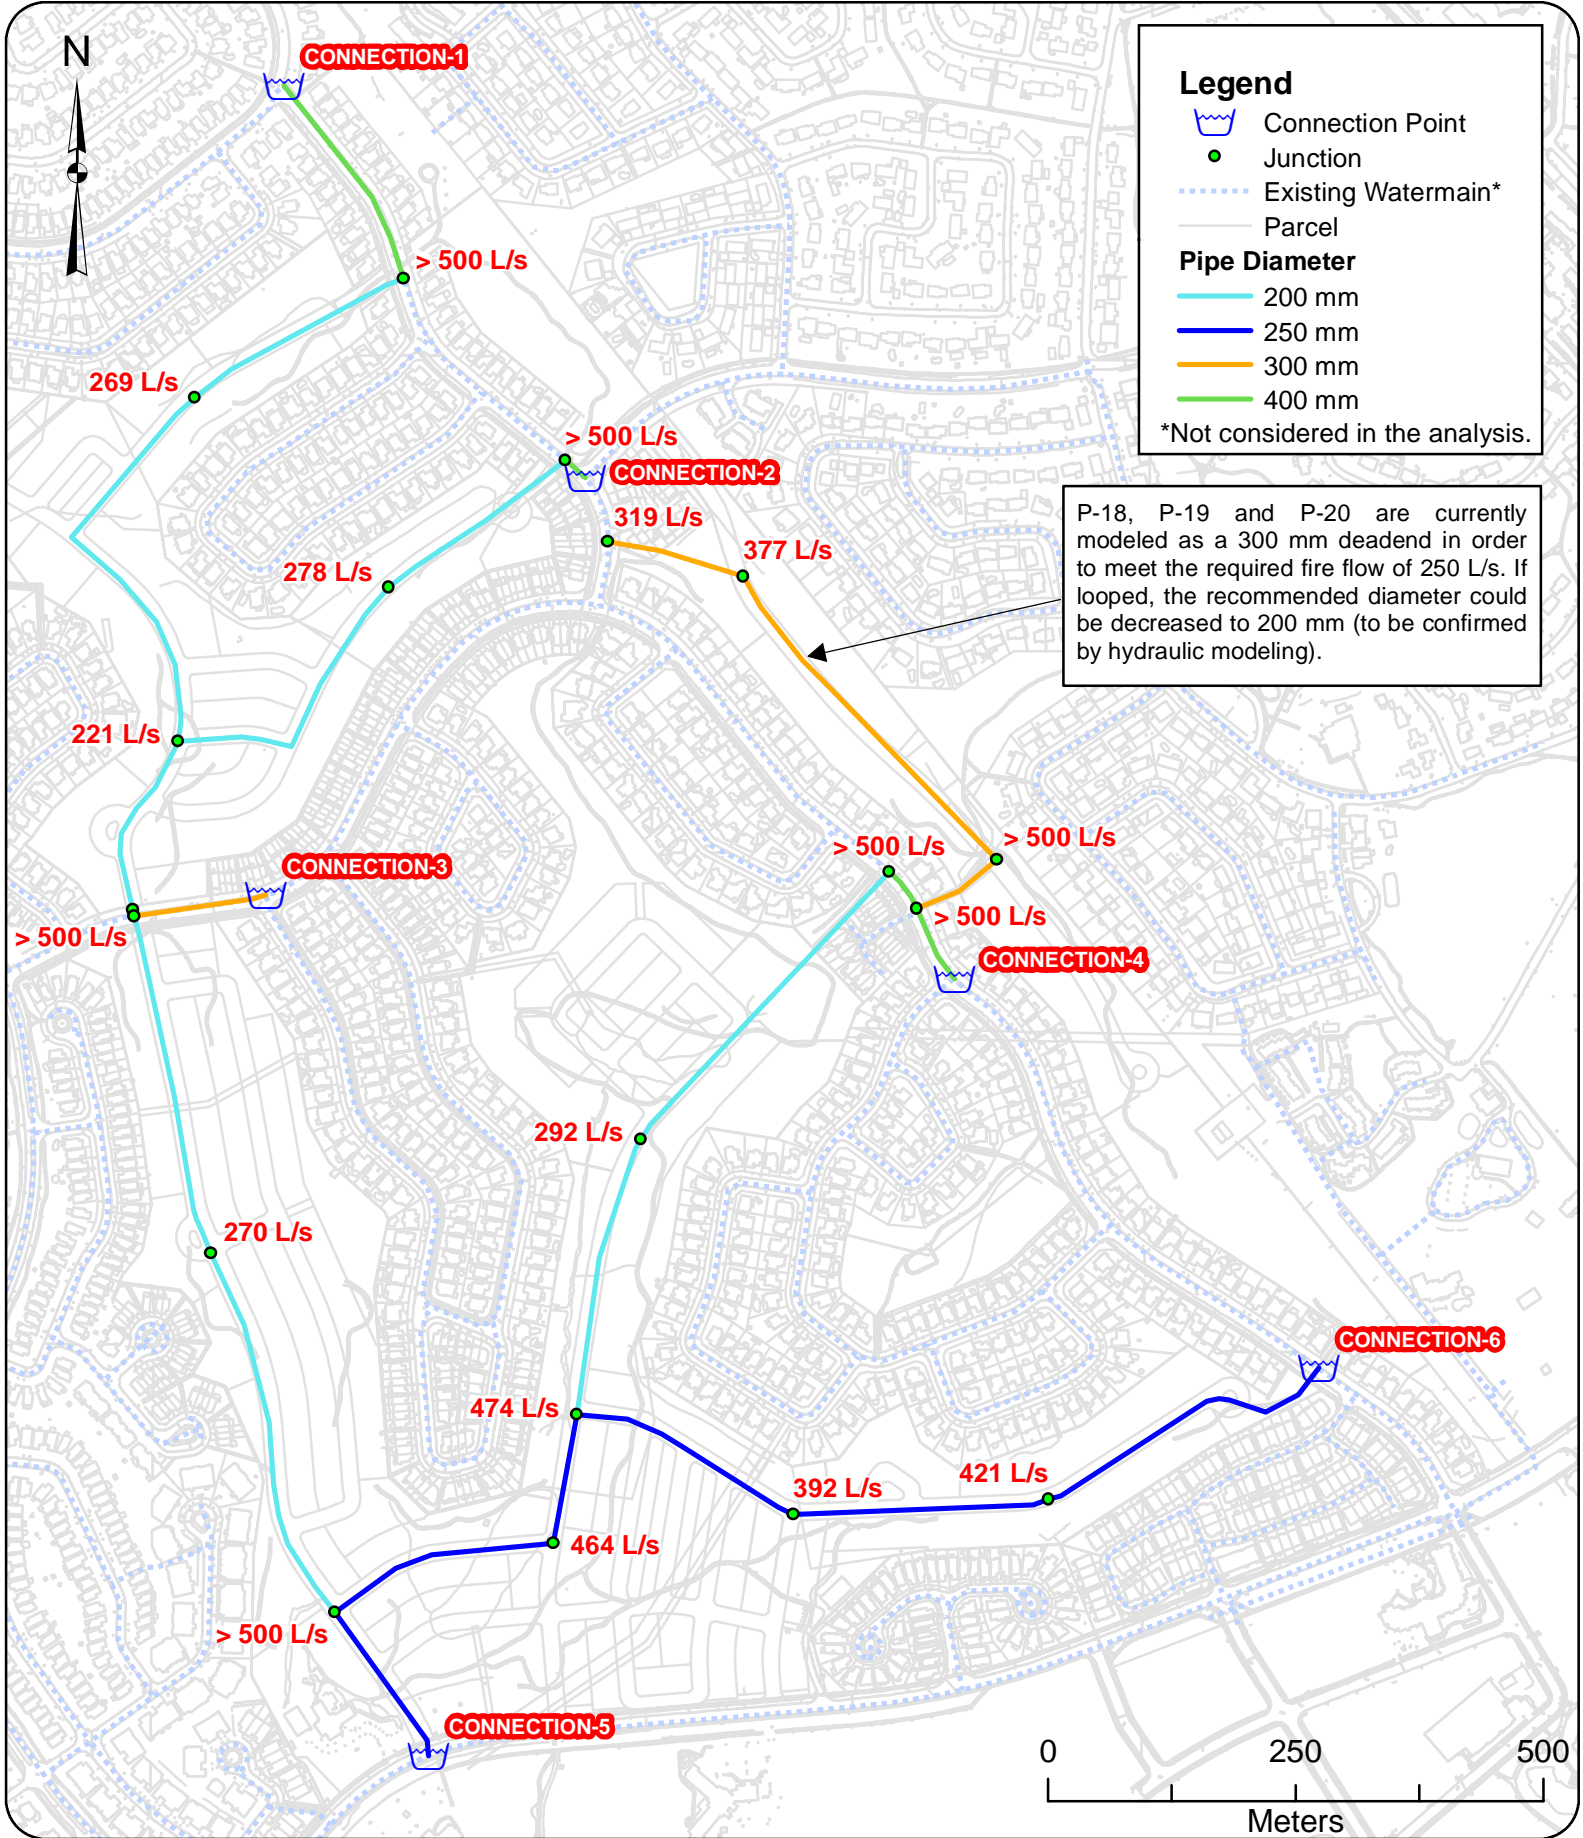 N
CONNECTION-1
Legend
Connection Point
Junction
Existing Watermain*
Parcel
Pipe Diameter
200 mm
250 mm
300 mm
400 mm
*Not considered in the analysis.
> 500 L/s
269 L/s
> 500 L/s
CONNECTION-2
319 L/s
377 L/s
278 L/s
P-18, P-19 and P-20 are currently
modeled as a 300 mm deadend in order
to meet the required fire flow of 250 L/s. If
looped, the recommended diameter could
be decreased to 200 mm (to be confirmed
by hydraulic modeling).
221 L/s
> 500 L/s
> 500 L/s
CONNECTION-3
> 500 L/s
> 500 L/s
CONNECTION-4
292 L/s
270 L/s
CONNECTION-6
474 L/s
421 L/s
392 L/s
464 L/s
> 500 L/s
CONNECTION-5
0 250 500
Meters